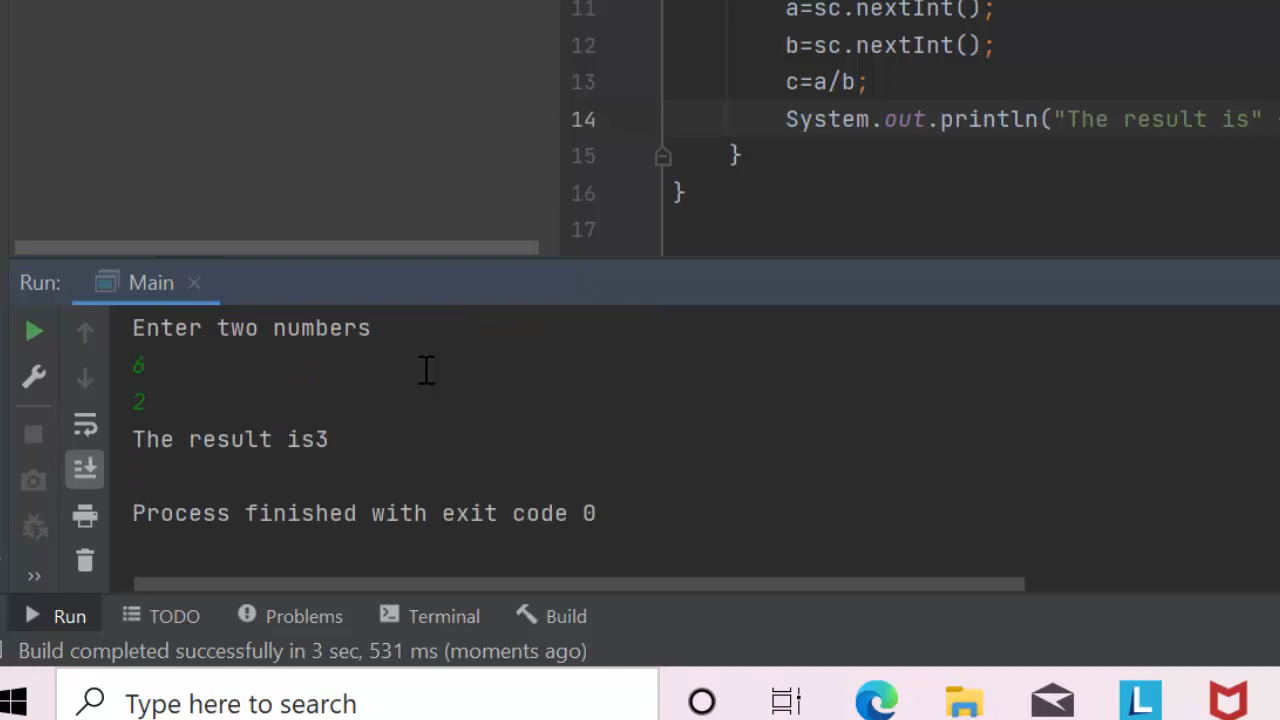 11 a=sc.nextInt();
12 b=sc.nextInt();
13 c=a/b;
14 System.out.println("The result is"
15 }
16 }
17
Run: Main ×
Enter two numbers
6
2
The result is3
Process finished with exit code 0
Run TODO Problems Terminal Build
Build completed successfully in 3 sec, 531 ms (moments ago)
Type here to search
L